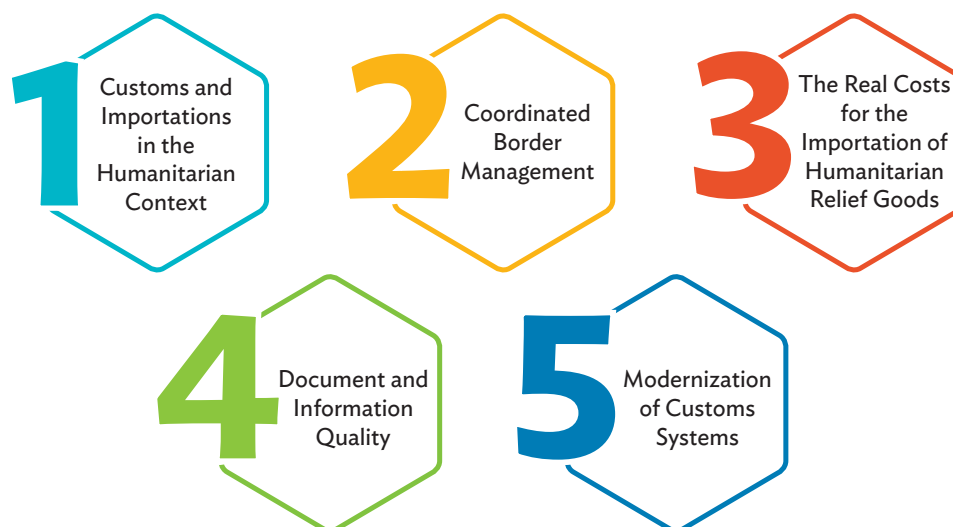 1
Customs and
Importations
in the
Humanitarian
Context
2
Coordinated
Border
Management
3
The Real Costs
for the
Importation of
Humanitarian
Relief Goods
4
Document and
Information
Quality
5
Modernization
of Customs
Systems